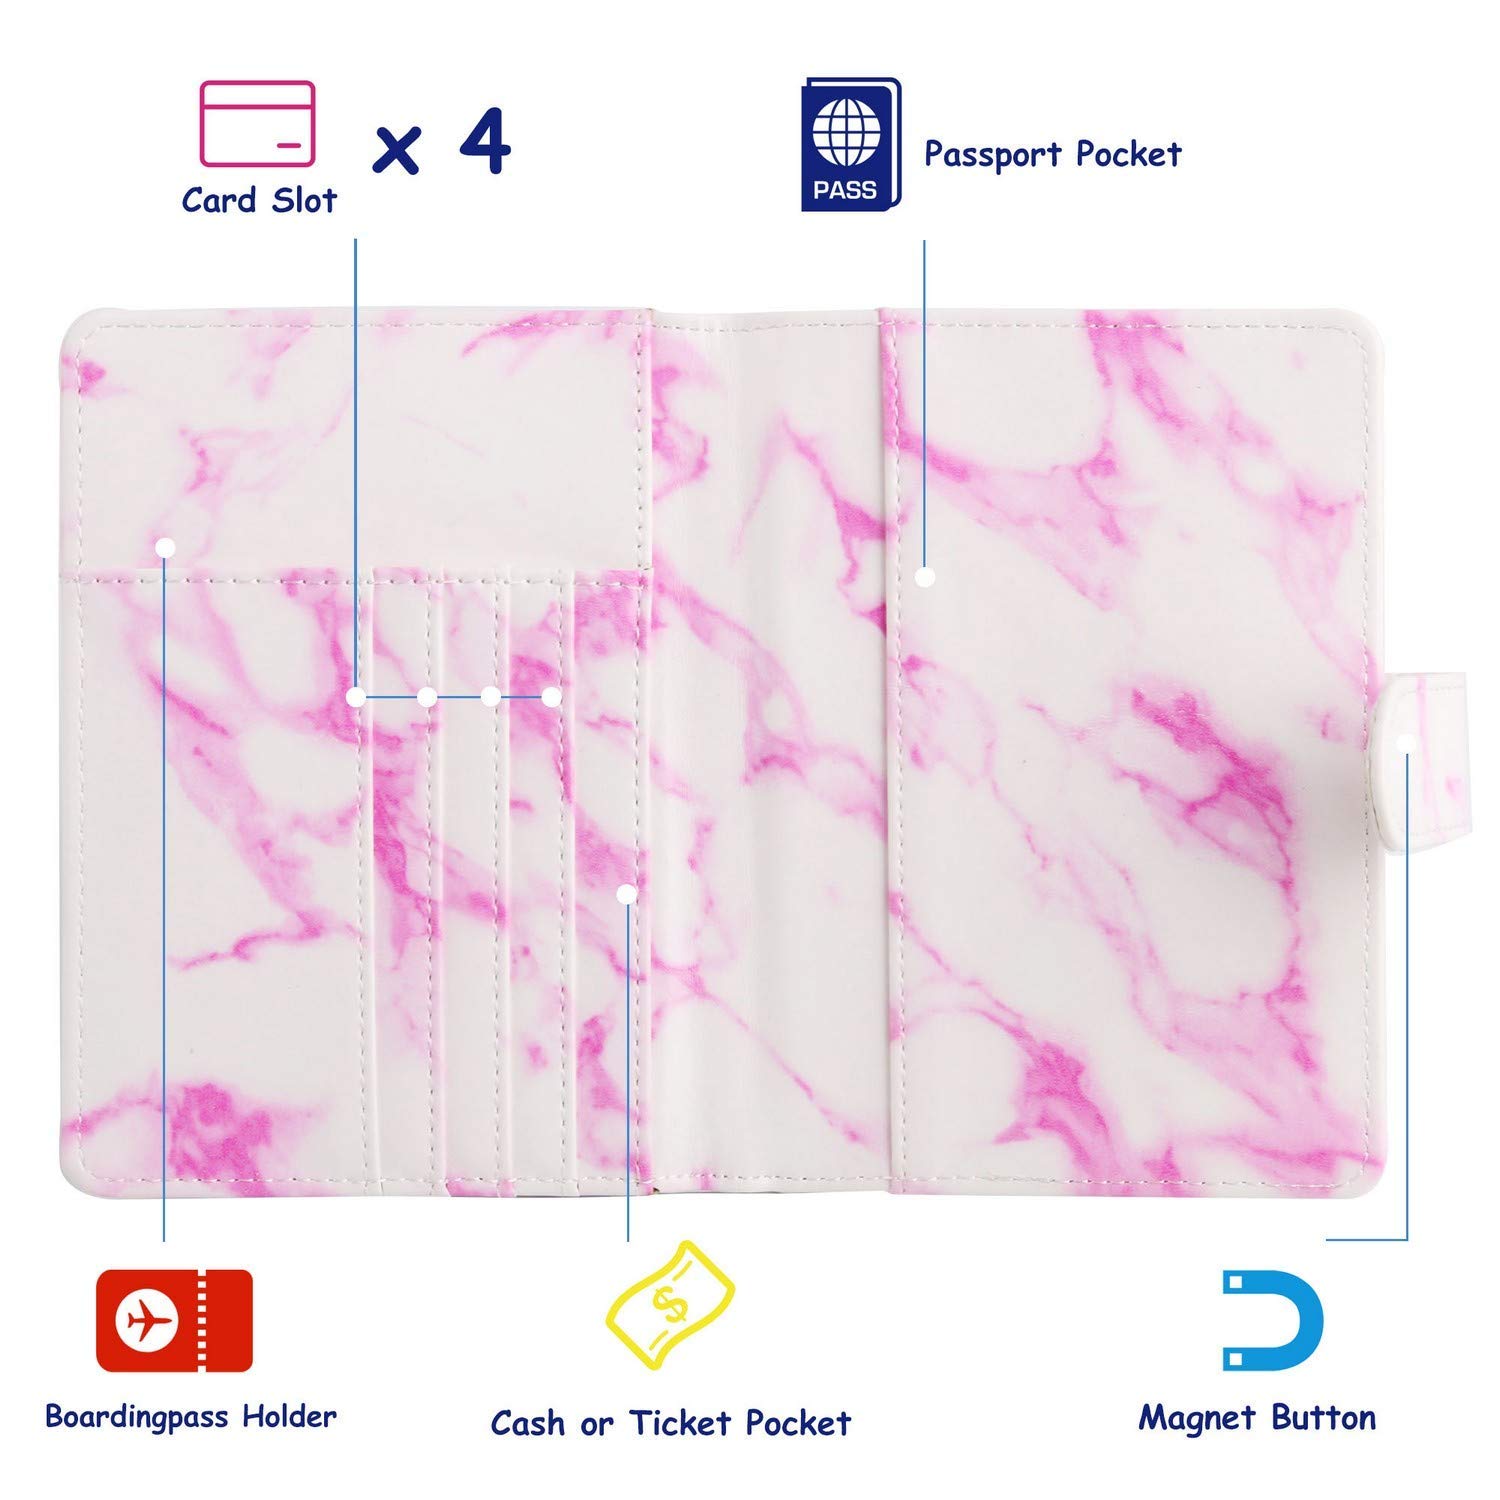 Card Slot
x 4
PASS
Passport Pocket
Boardingpass Holder
Cash or Ticket Pocket
Magnet Button